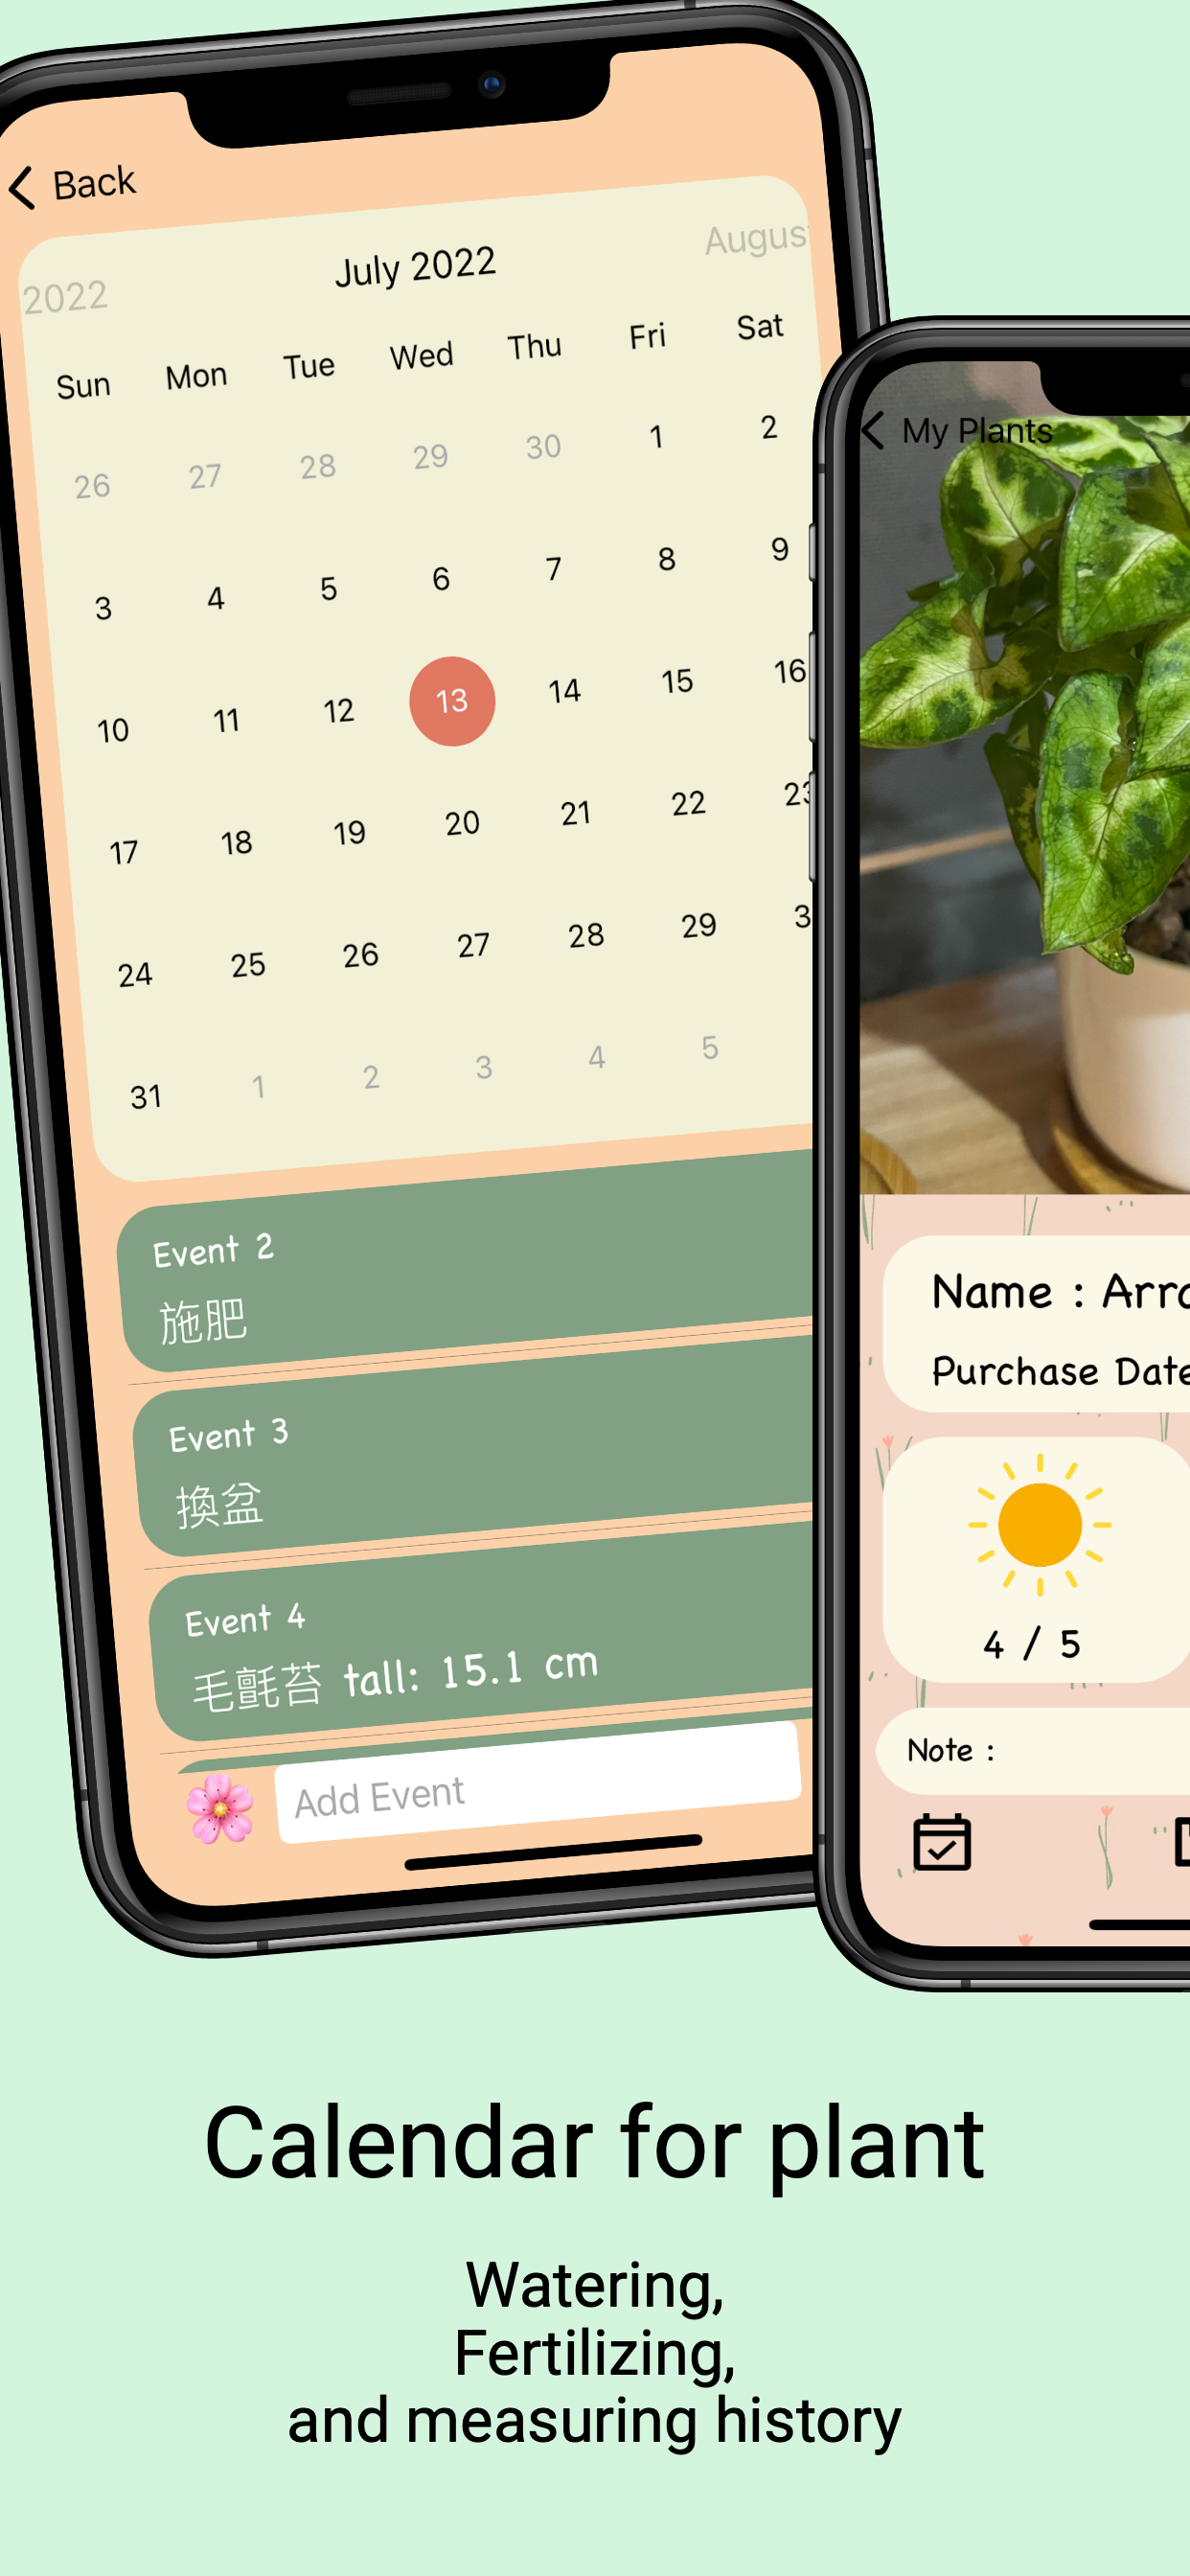 Back
2022 July 2022 Augus
Sun Mon Tue Wed Thu Fri Sat
26 27 28 29 30 1 2
3 4 5 6 7 8 9
10 11 12 13 14 15 16
17 18 19 20 21 22 23
24 25 26 27 28 29 3
31 1 2 3 4 5
Event 2
施肥
Event 3
換盆
Event 4
毛氈苔 tall: 15.1 cm
Add Event
My Plants
Name : Arro
Purchase Date
4 / 5
Note :
Calendar for plant
Watering,
Fertilizing,
and measuring history